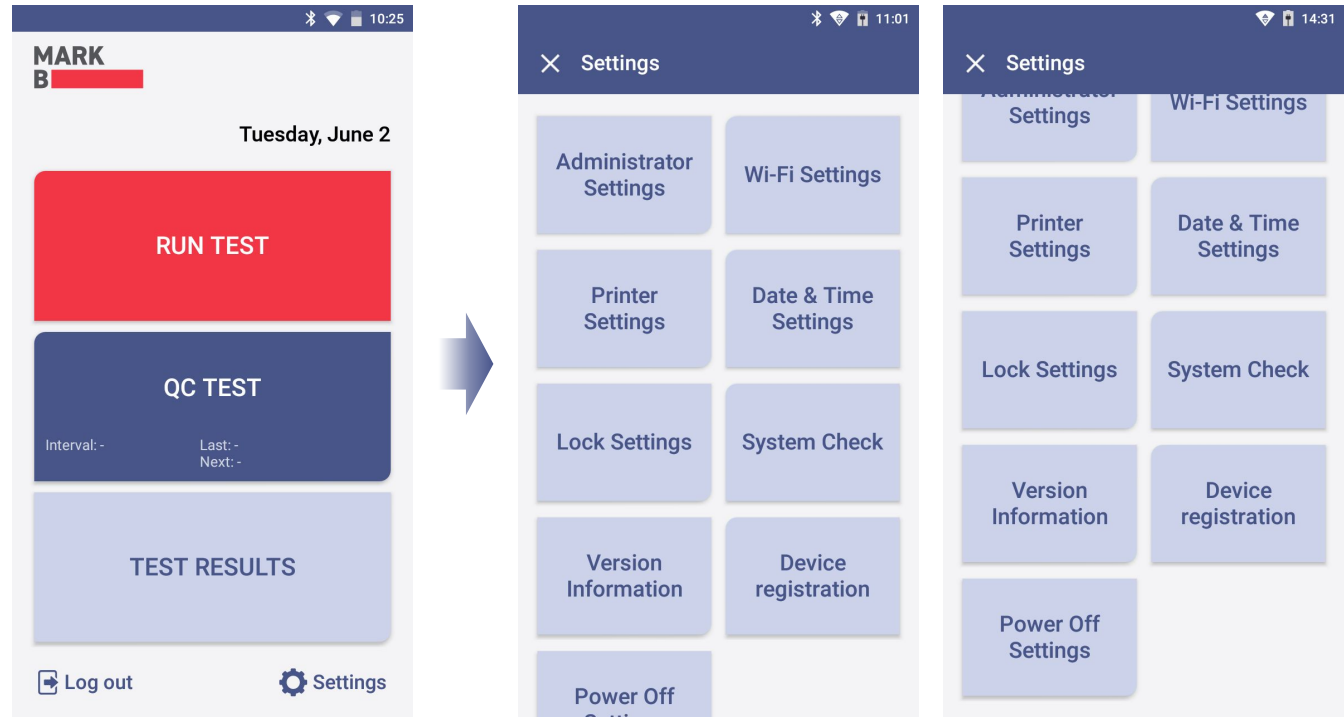 10:25
MARK
B
Tuesday, June 2
RUN TEST
QC TEST
Interval: -
Last: -
Next: -
TEST RESULTS
Log out
Settings
11:01
Settings
Administrator
Settings
Wi-Fi Settings
Printer
Settings
Date & Time
Settings
Lock Settings
System Check
Version
Information
Device
registration
Power Off
Settings
14:31
Settings
Administrator
Settings
Wi-Fi Settings
Printer
Settings
Date & Time
Settings
Lock Settings
System Check
Version
Information
Device
registration
Power Off
Settings